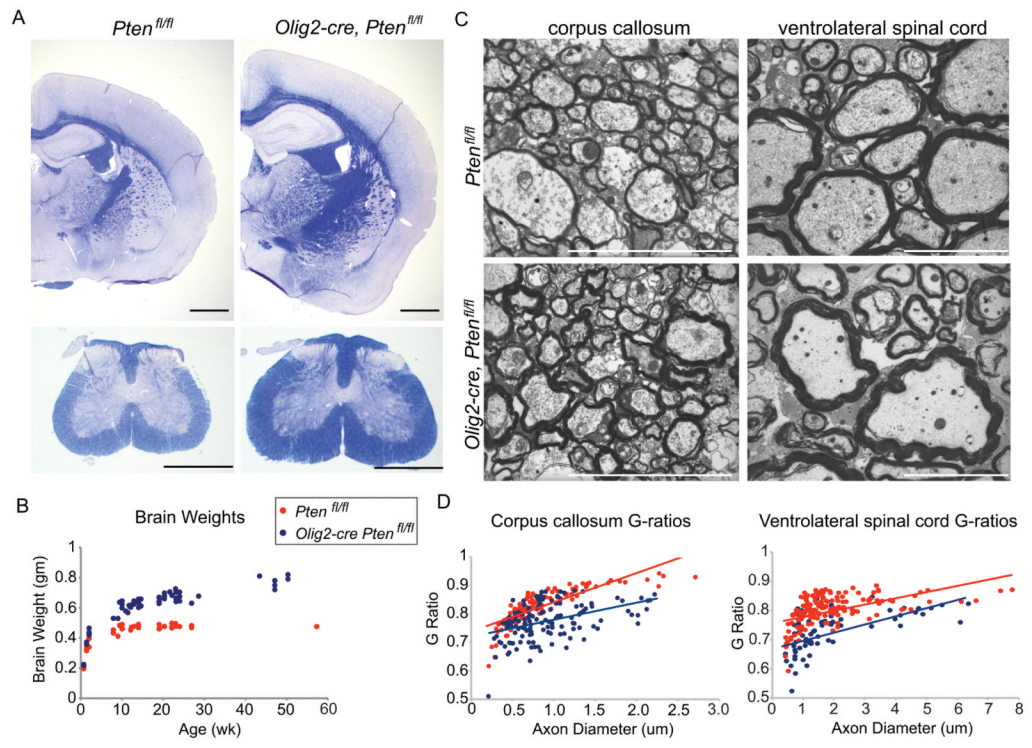 A
Pten fl/fl
Olig2-cre, Pten fl/fl
C
corpus callosum
ventrolateral spinal cord
Pten fl/fl
Olig2-cre, Pten fl/fl
B
Brain Weights
Pten fl/fl
Olig2-cre Pten fl/fl
Brain Weight (gm)
1
0.8
0.6
0.4
0.2
0
0 10 20 30 40 50 60
Age (wk)
D
Corpus callosum G-ratios
G Ratio
1
0.9
0.8
0.7
0.6
0.5
0 0.5 1.0 1.5 2.0 2.5 3.0
Axon Diameter (um)
Ventrolateral spinal cord G-ratios
G Ratio
1.0
0.9
0.8
0.7
0.6
0.5
0 1 2 3 4 5 6 7 8
Axon Diameter (um)